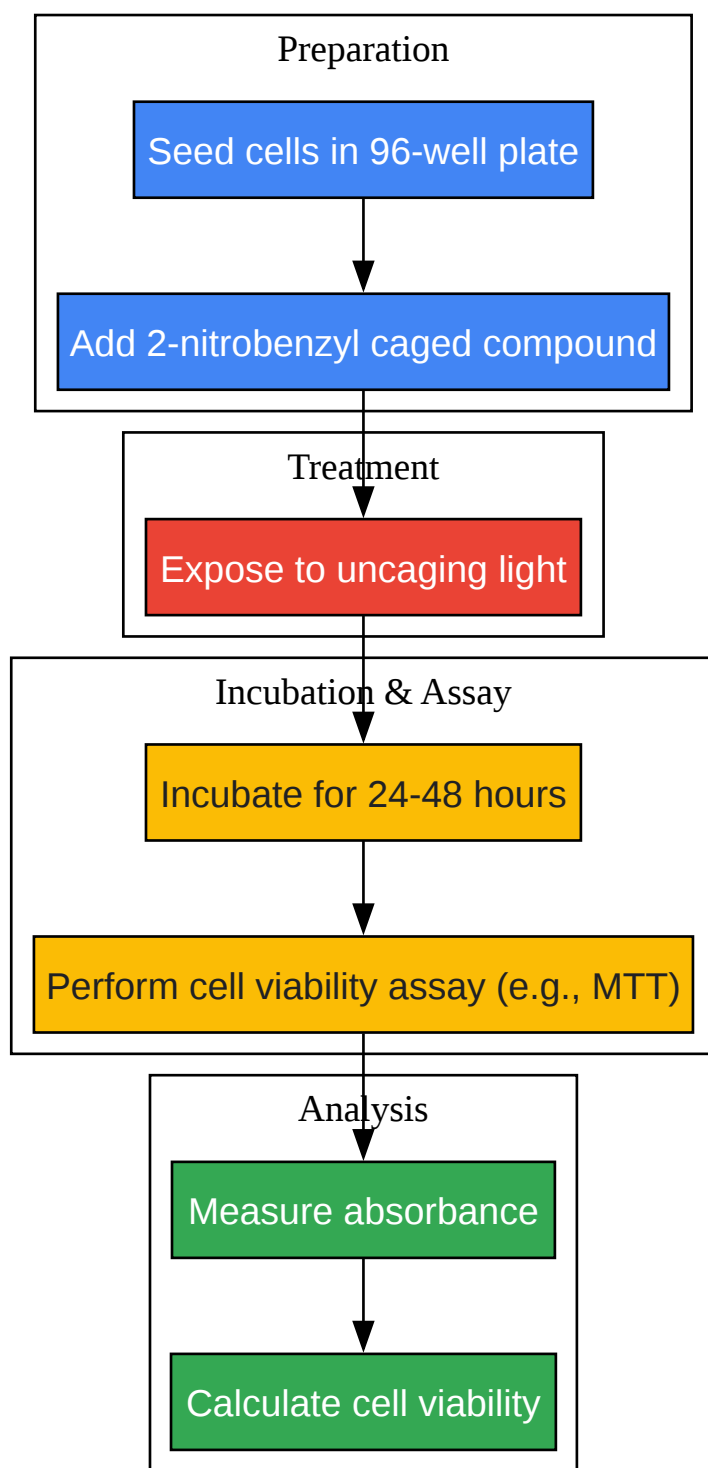 Preparation
Seed cells in 96-well plate
Add 2-nitrobenzyl caged compound
Treatment
Expose to uncaging light
Incubation & Assay
Incubate for 24-48 hours
Perform cell viability assay (e.g., MTT)
Analysis
Measure absorbance
Calculate cell viability